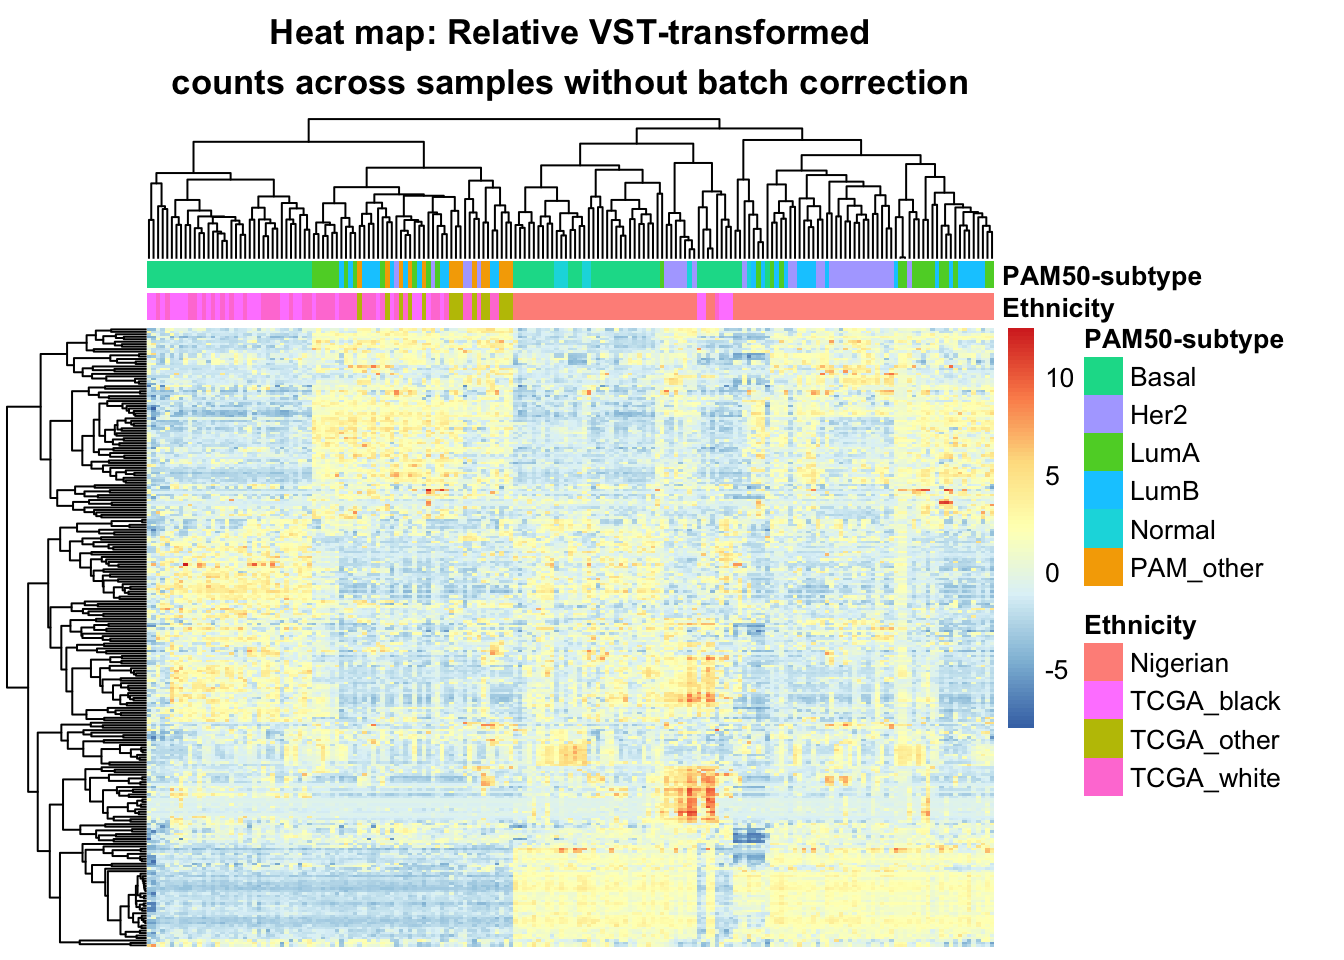 Heat map: Relative VST-transformed
counts across samples without batch correction
PAM50-subtype
Ethnicity
10
5
0
-5
PAM50-subtype
Basal
Her2
LumA
LumB
Normal
PAM_other
Ethnicity
Nigerian
TCGA_black
TCGA_other
TCGA_white